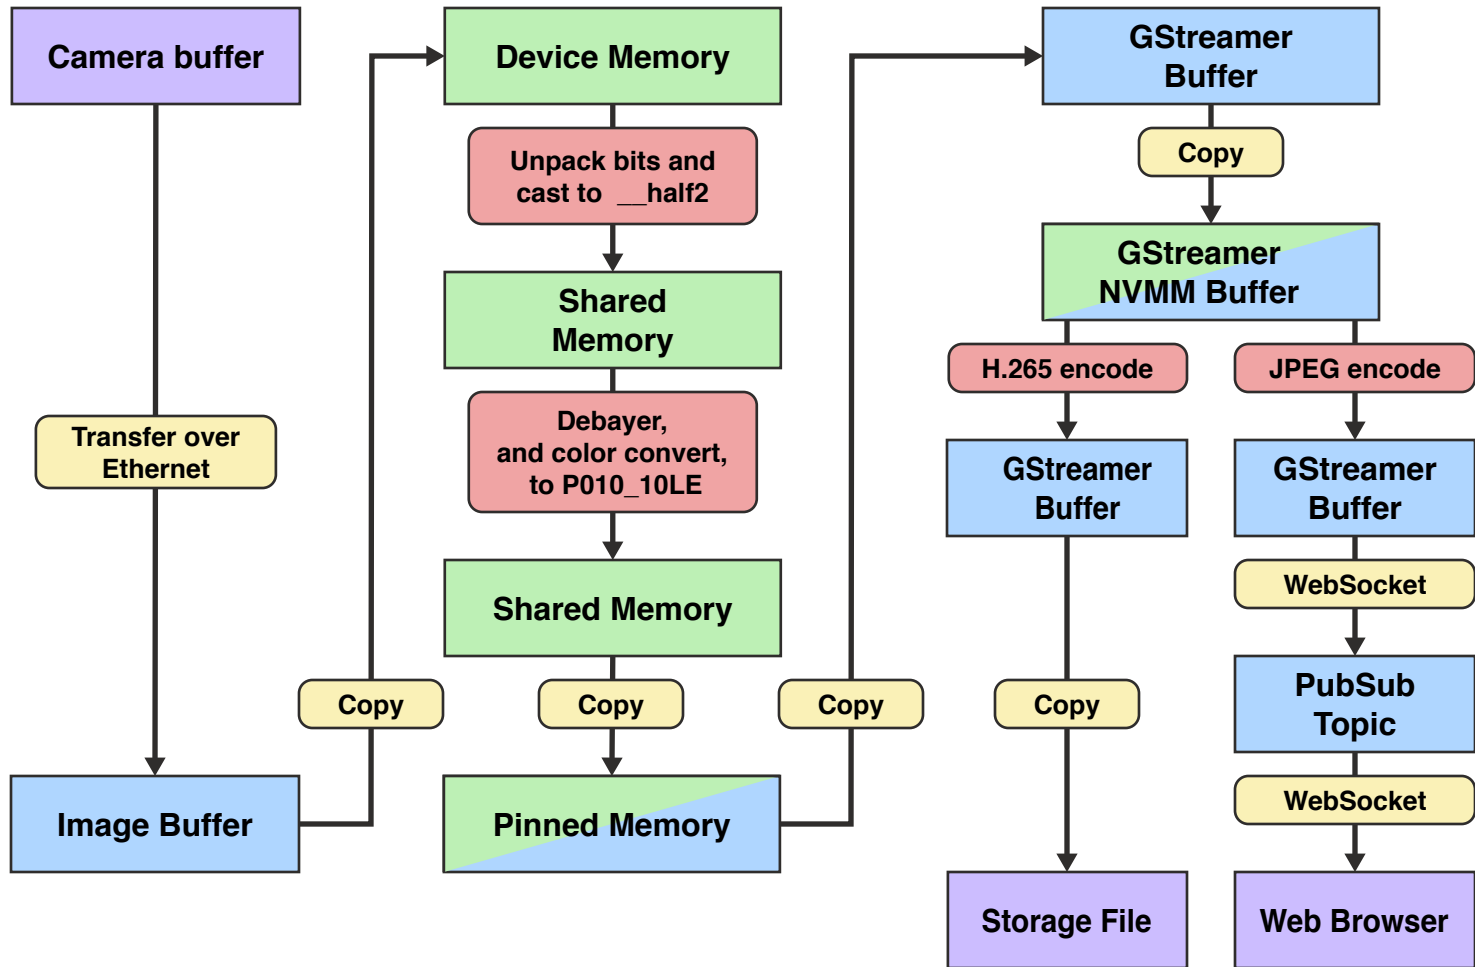 Camera buffer
Transfer over
Ethernet
Image Buffer
Copy
Device Memory
Unpack bits and
cast to __half2
Shared
Memory
Debayer,
and color convert,
to P010_10LE
Shared Memory
Copy
Pinned Memory
Copy
GStreamer
Buffer
Copy
GStreamer
NVMM Buffer
H.265 encode
GStreamer
Buffer
Copy
Storage File
JPEG encode
GStreamer
Buffer
WebSocket
PubSub
Topic
WebSocket
Web Browser